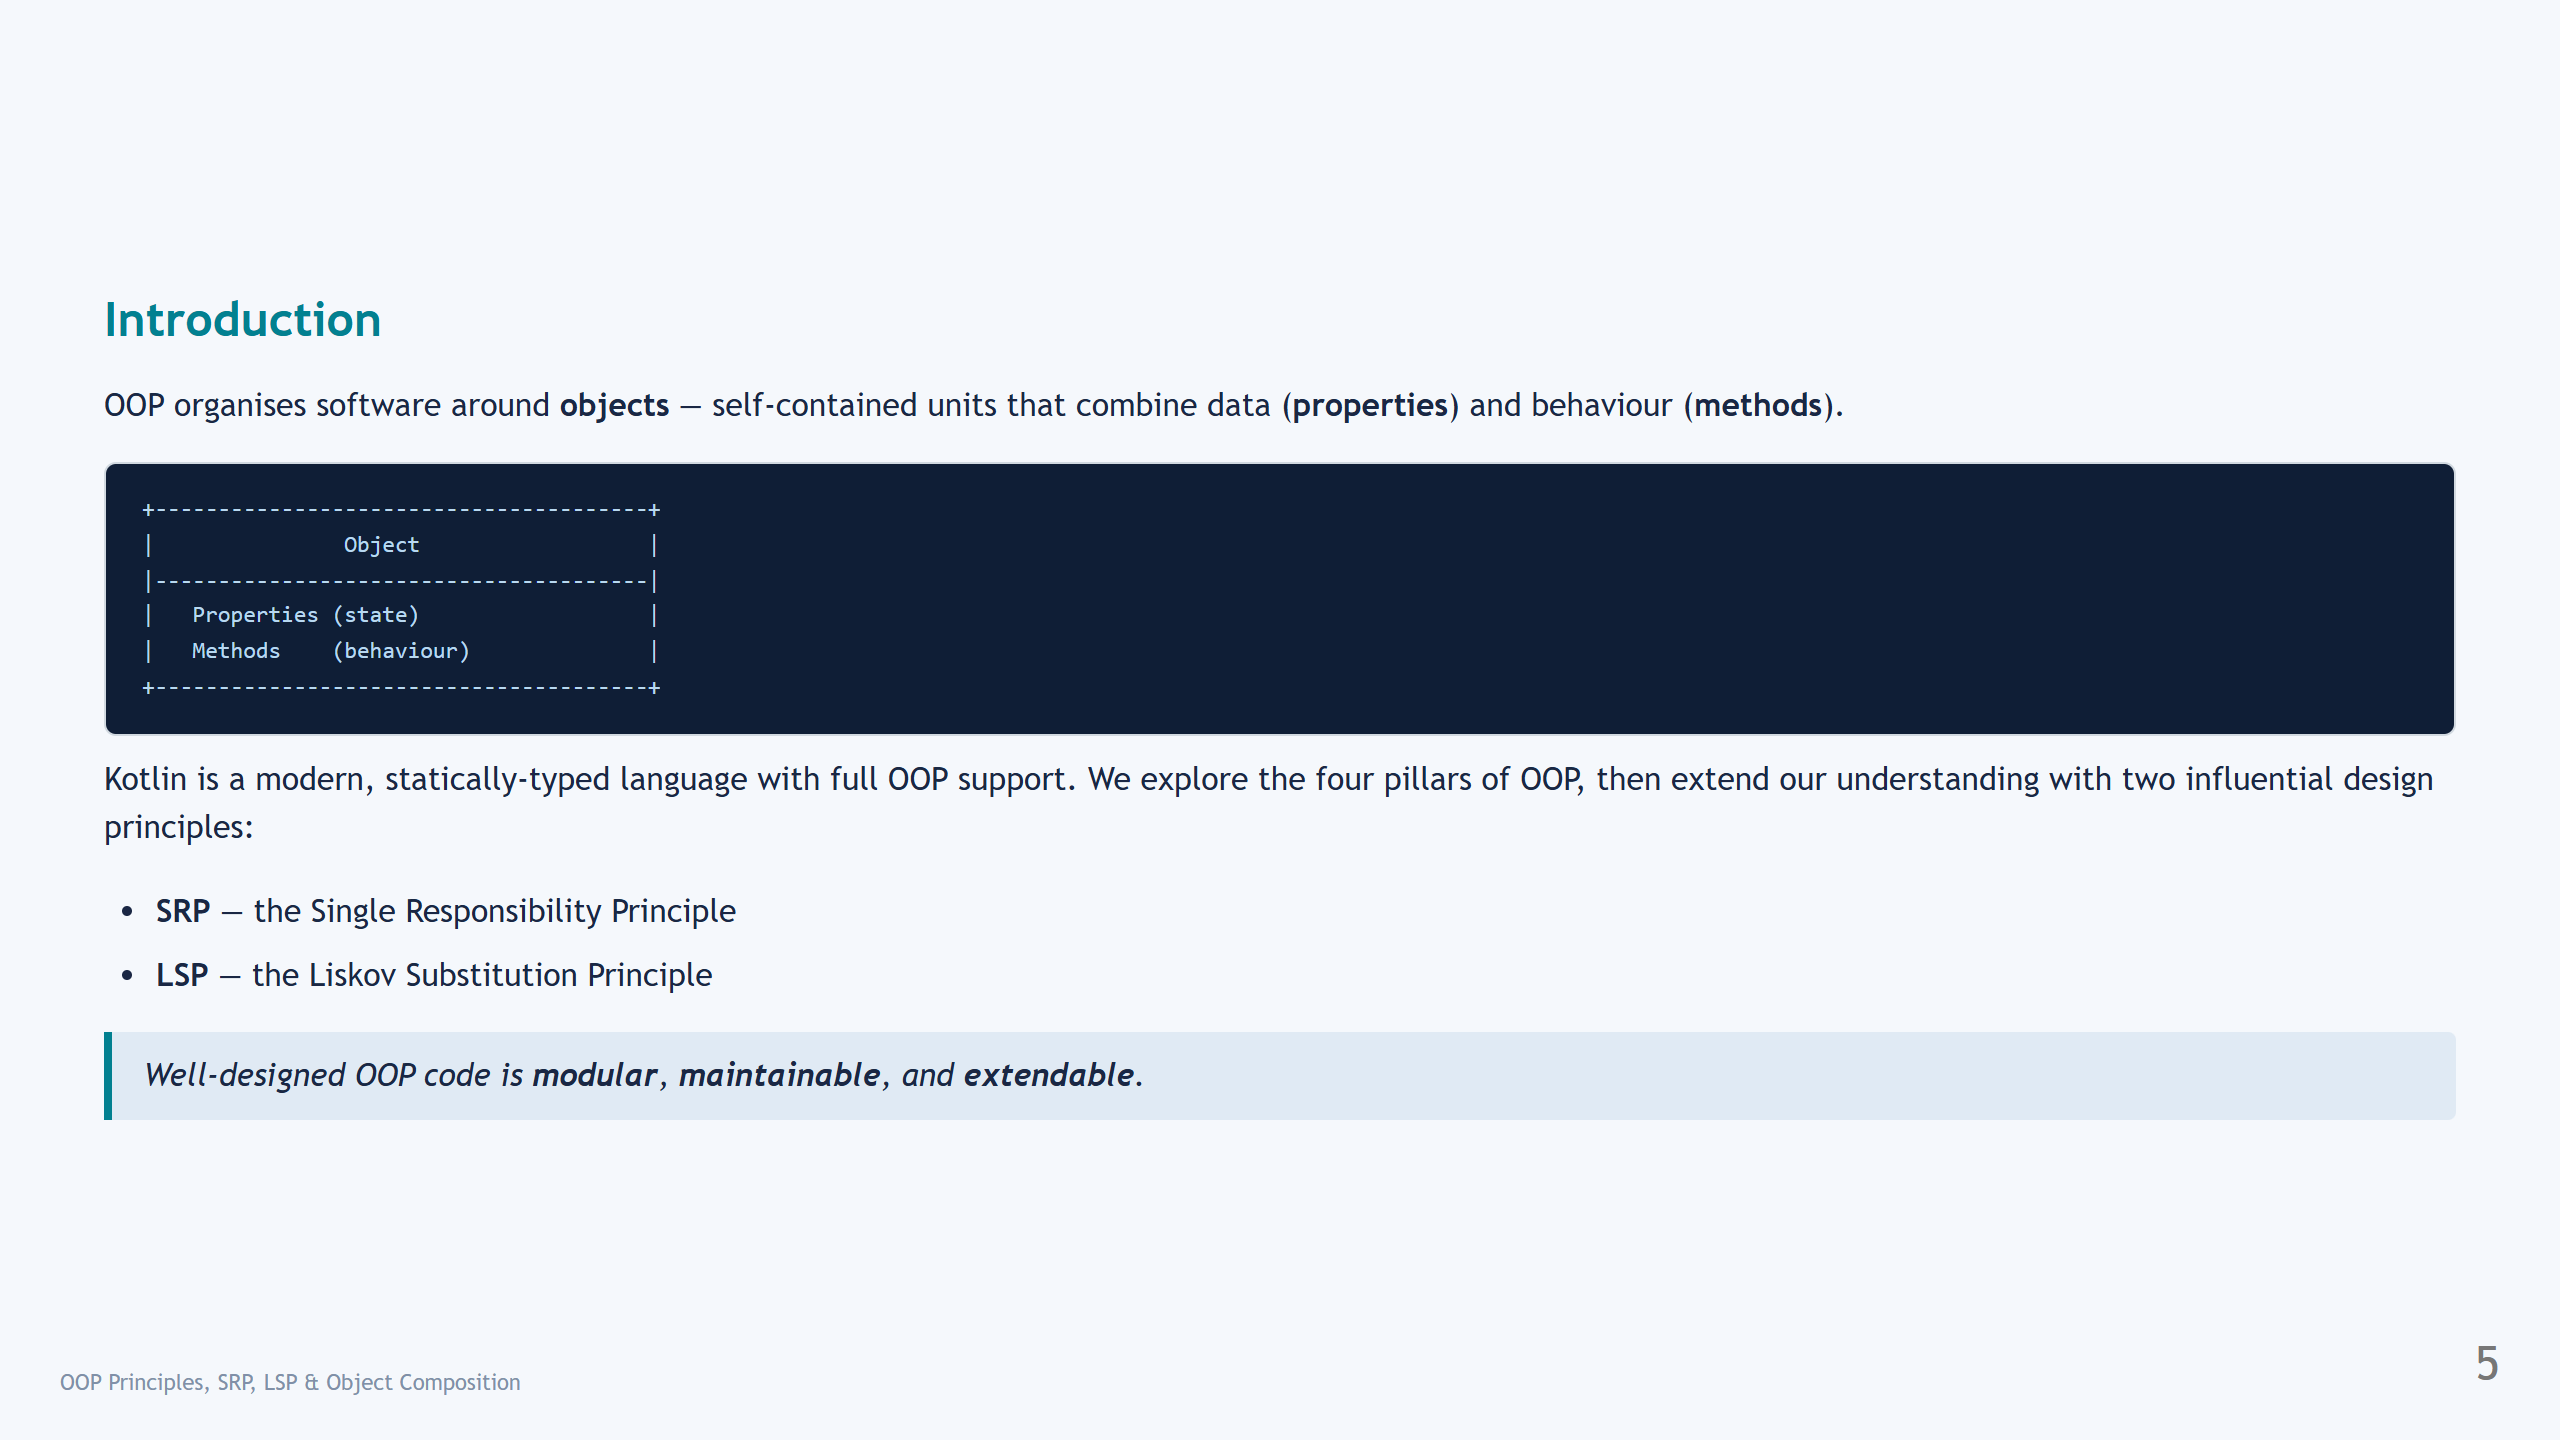 Introduction
OOP organises software around objects — self-contained units that combine data (properties) and behaviour (methods).
+---------------------------------------+
|               Object                  |
|---------------------------------------|
|   Properties (state)                  |
|   Methods    (behaviour)              |
+---------------------------------------+
Kotlin is a modern, statically-typed language with full OOP support. We explore the four pillars of OOP, then extend our understanding with two influential design
principles:
• SRP — the Single Responsibility Principle
• LSP — the Liskov Substitution Principle
Well-designed OOP code is modular, maintainable, and extendable.
OOP Principles, SRP, LSP & Object Composition
5